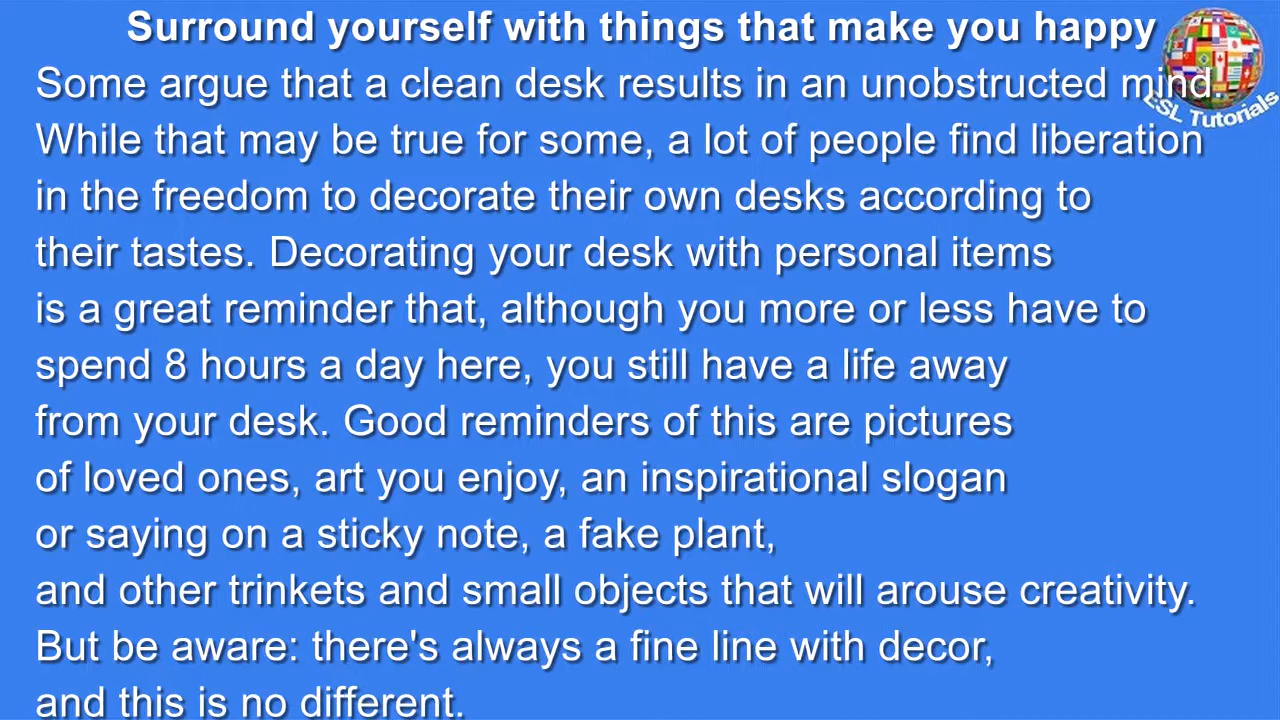 Surround yourself with things that make you happy
Some argue that a clean desk results in an unobstructed mind.
While that may be true for some, a lot of people find liberation
in the freedom to decorate their own desks according to
their tastes. Decorating your desk with personal items
is a great reminder that, although you more or less have to
spend 8 hours a day here, you still have a life away
from your desk. Good reminders of this are pictures
of loved ones, art you enjoy, an inspirational slogan
or saying on a sticky note, a fake plant,
and other trinkets and small objects that will arouse creativity.
But be aware: there's always a fine line with decor,
and this is no different.
ESL Tutorials